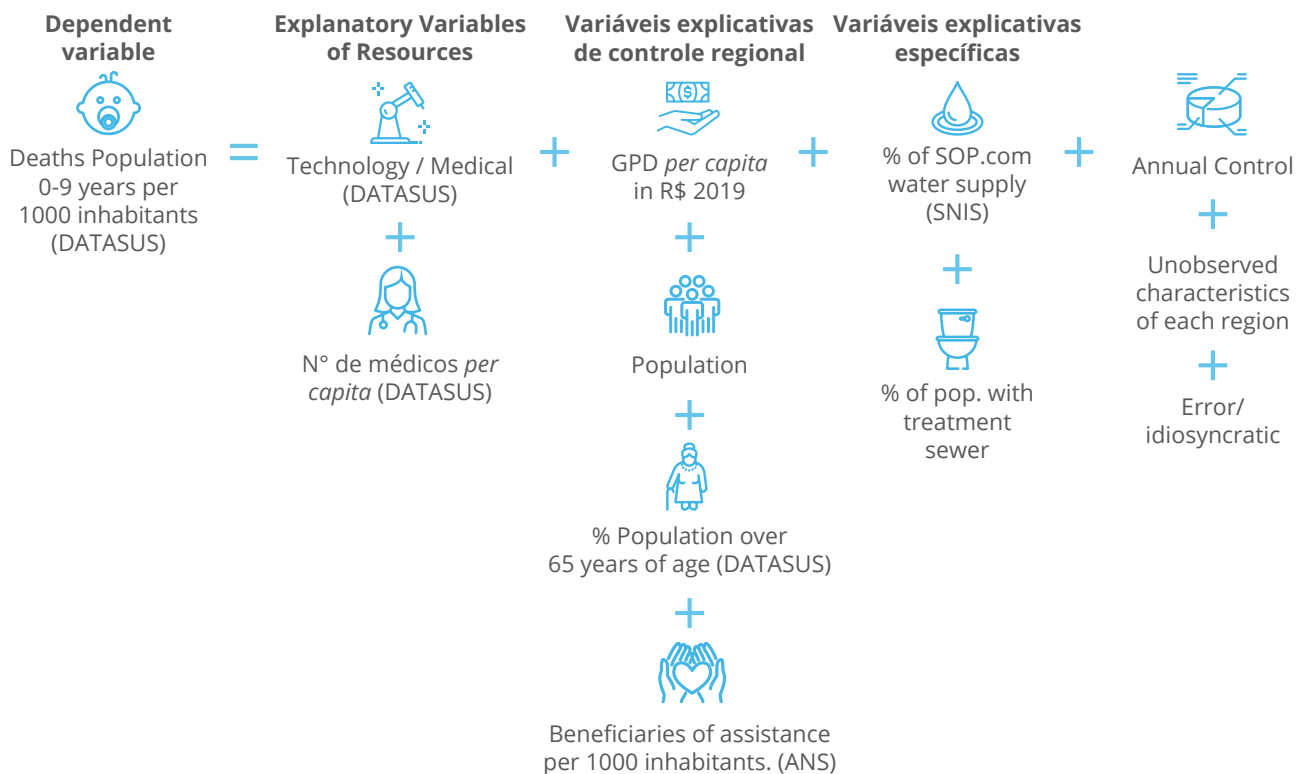 Dependent
variable
Deaths Population
0-9 years per
1000 inhabitants
(DATASUS)
=
Explanatory Variables
of Resources
Technology / Medical
(DATASUS)
+
N° de médicos per
capita (DATASUS)
+
Variáveis explicativas
de controle regional
$
GPD per capita
in R$ 2019
+
Population
+
% Population over
65 years of age (DATASUS)
+
Beneficiaries of assistance
per 1000 inhabitants. (ANS)
+
Variáveis explicativas
específicas
% of SOP.com
water supply
(SNIS)
+
% of pop. with
treatment
sewer
+
Annual Control
+
Unobserved
characteristics
of each region
+
Error/
idiosyncratic